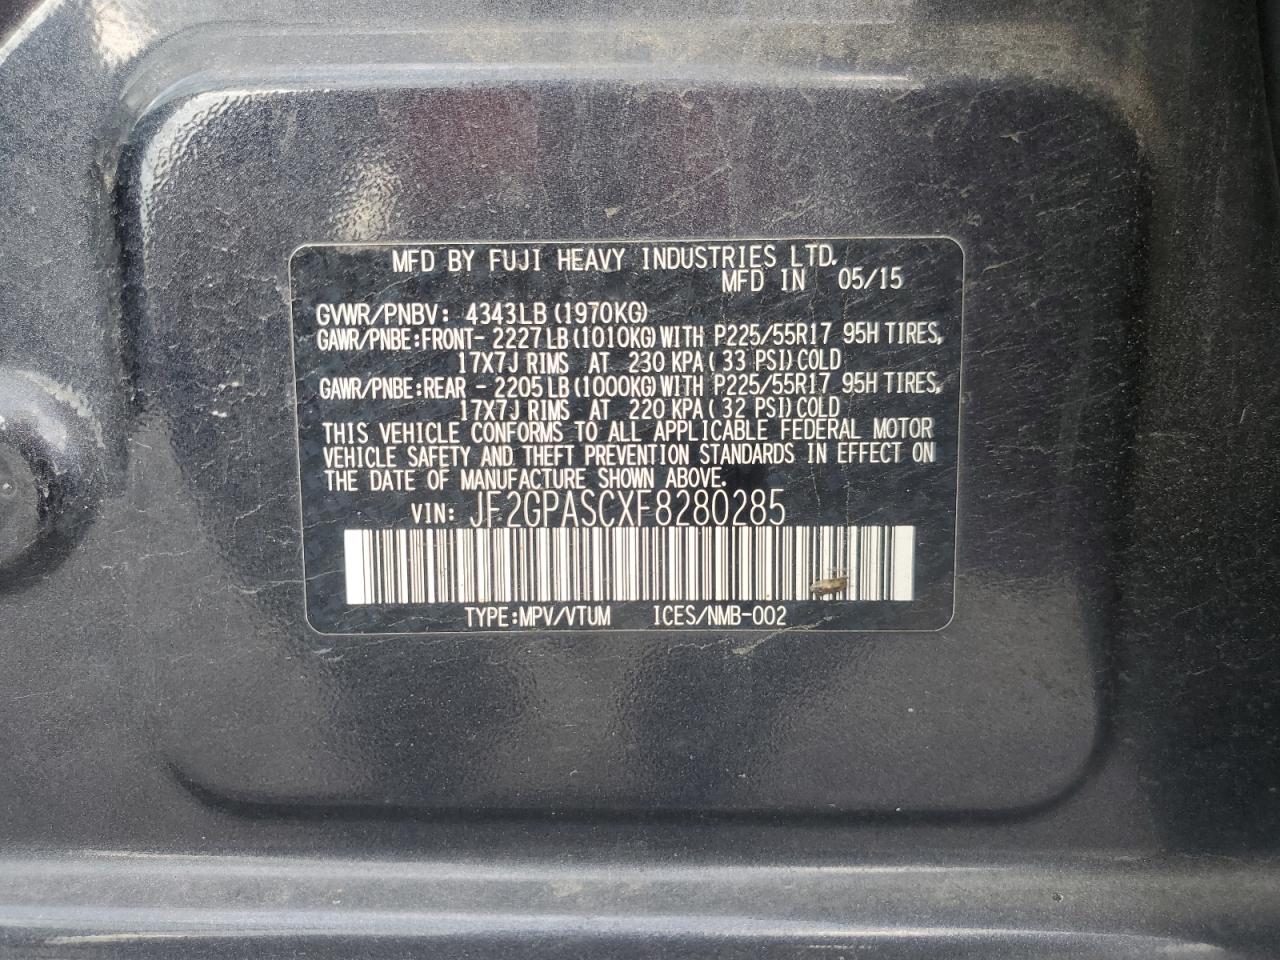 MFD BY FUJI HEAVY INDUSTRIES LTD.
MFD IN 05/15
GVWR/PNBV: 4343LB(1970KG)
GAWR/PNBE:FRONT- 2227LB(1010KG)WITH P225/55R17 95H TIRES,
17X7J RIMS AT 230 KPA( 33 PSI)COLD
GAWR/PNBE:REAR - 2205LB(1000KG)WITH P225/55R17 95H TIRES,
17X7J RIMS AT 220 KPA( 32 PSI)COLD
THIS VEHICLE CONFORMS TO ALL APPLICABLE FEDERAL MOTOR
VEHICLE SAFETY AND THEFT PREVENTION STANDARDS IN EFFECT ON
THE DATE OF MANUFACTURE SHOWN ABOVE.
VIN: JF2GPASCXF8280285
TYPE:MPV/VTUM ICES/NMB-002